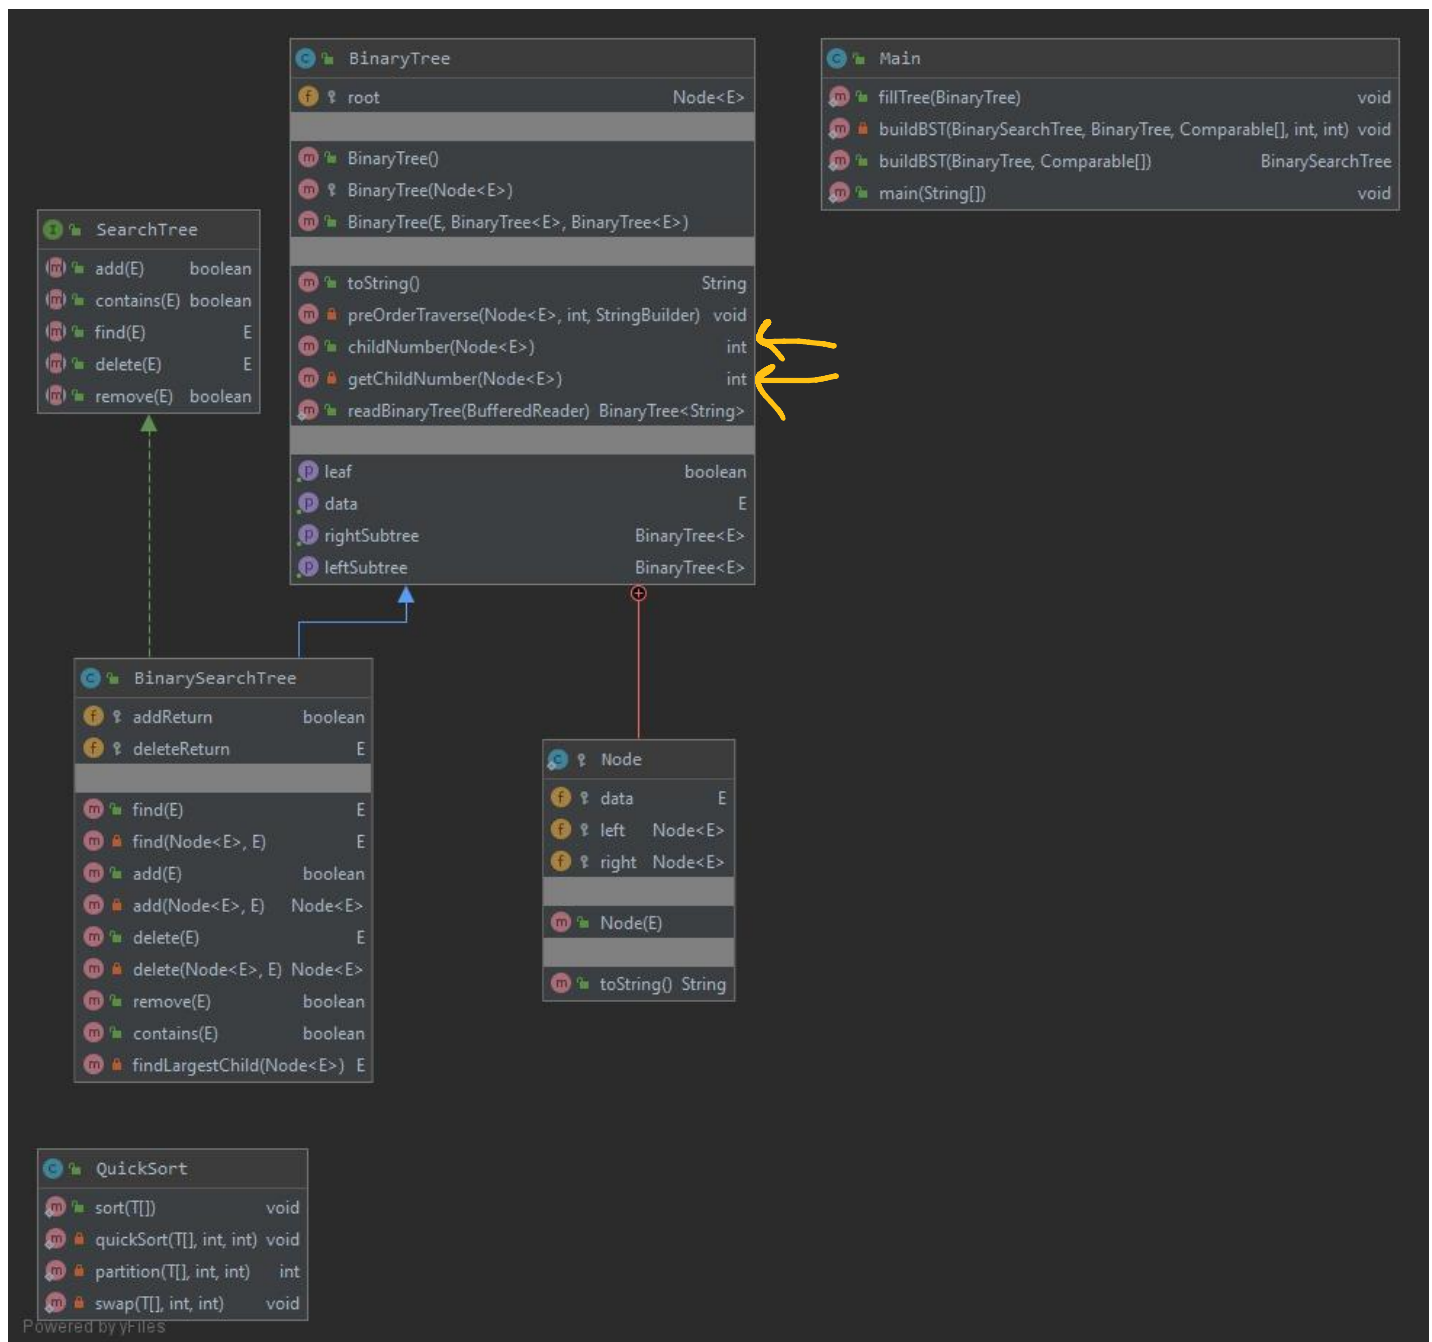 BinaryTree
root Node<E>
BinaryTree()
BinaryTree(Node<E>)
BinaryTree(E, BinaryTree<E>, BinaryTree<E>)
toString() String
preOrderTraverse(Node<E>, int, StringBuilder) void
childNumber(Node<E>) int
getChildNumber(Node<E>) int
readBinaryTree(BufferedReader) BinaryTree<String>
leaf boolean
data E
rightSubtree BinaryTree<E>
leftSubtree BinaryTree<E>
Main
fillTree(BinaryTree) void
buildBST(BinarySearchTree, BinaryTree, Comparable[], int, int) void
buildBST(BinaryTree, Comparable[]) BinarySearchTree
main(String[]) void
SearchTree
add(E) boolean
contains(E) boolean
find(E) E
delete(E) E
remove(E) boolean
BinarySearchTree
addReturn boolean
deleteReturn E
find(E) E
find(Node<E>, E) E
add(E) boolean
add(Node<E>, E) Node<E>
delete(E) E
delete(Node<E>, E) Node<E>
remove(E) boolean
contains(E) boolean
findLargestChild(Node<E>) E
Node
data E
left Node<E>
right Node<E>
Node(E)
toString() String
QuickSort
sort(T[]) void
quickSort(T[], int, int) void
partition(T[], int, int) int
swap(T[], int, int) void
Powered by yFiles